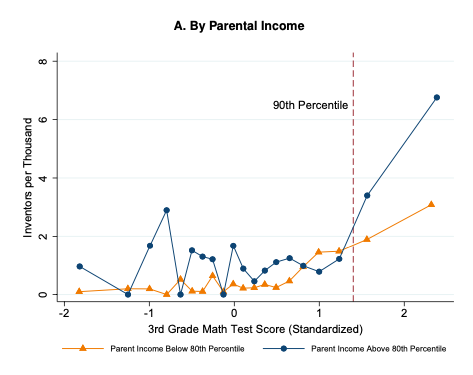 A. By Parental Income
8
6
4
2
0
Inventors per Thousand
90th Percentile
-2 -1 0 1 2
3rd Grade Math Test Score (Standardized)
Parent Income Below 80th Percentile Parent Income Above 80th Percentile